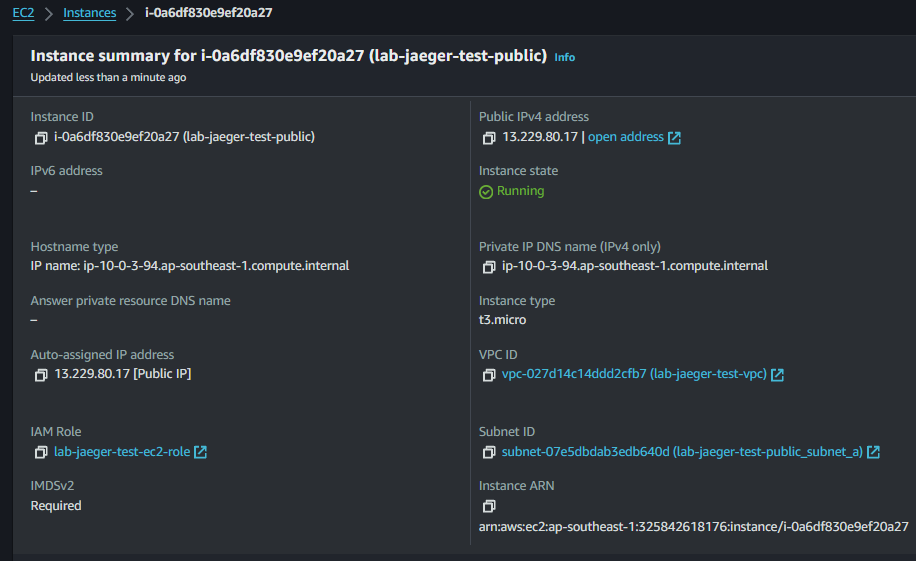 EC2 > Instances > i-0a6df830e9ef20a27
Instance summary for i-0a6df830e9ef20a27 (lab-jaeger-test-public) Info
Updated less than a minute ago
Instance ID
i-0a6df830e9ef20a27 (lab-jaeger-test-public)
Public IPv4 address
13.229.80.17 | open address
IPv6 address
–
Instance state
Running
Hostname type
IP name: ip-10-0-3-94.ap-southeast-1.compute.internal
Private IP DNS name (IPv4 only)
ip-10-0-3-94.ap-southeast-1.compute.internal
Answer private resource DNS name
–
Instance type
t3.micro
Auto-assigned IP address
13.229.80.17 [Public IP]
VPC ID
vpc-027d14c14ddd2cfb7 (lab-jaeger-test-vpc)
IAM Role
lab-jaeger-test-ec2-role
Subnet ID
subnet-07e5dbdab3edb640d (lab-jaeger-test-public_subnet_a)
IMDSv2
Required
Instance ARN
arn:aws:ec2:ap-southeast-1:325842618176:instance/i-0a6df830e9ef20a27